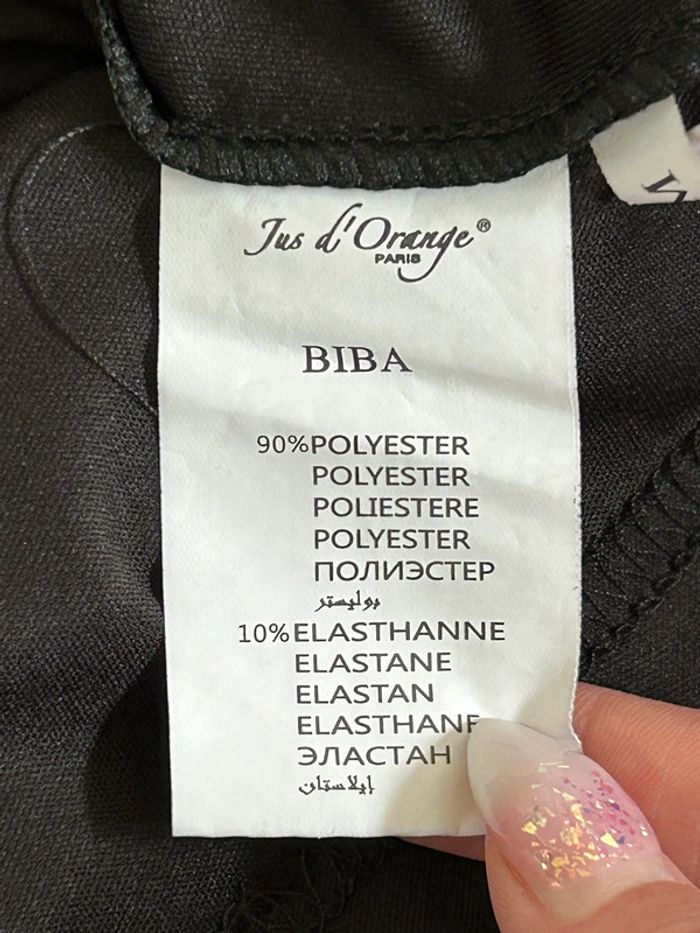 Jus d'Orange®
PARIS
BIBA
90%POLYESTER
POLYESTER
POLIESTERE
POLYESTER
ПОЛИЭСТЕР
بوليستر
10%ELASTHANNE
ELASTANE
ELASTAN
ELASTHANE
ЭЛАСТАН
إيلاستان